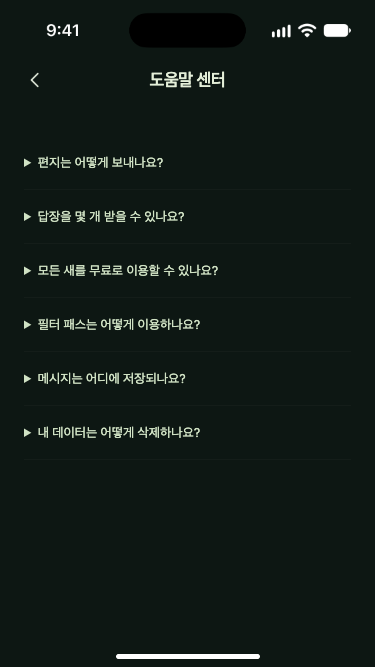 9:41
도움말 센터
▶ 편지는 어떻게 보내나요?
▶ 답장을 몇 개 받을 수 있나요?
▶ 모든 새를 무료로 이용할 수 있나요?
▶ 필터 패스는 어떻게 이용하나요?
▶ 메시지는 어디에 저장되나요?
▶ 내 데이터는 어떻게 삭제하나요?